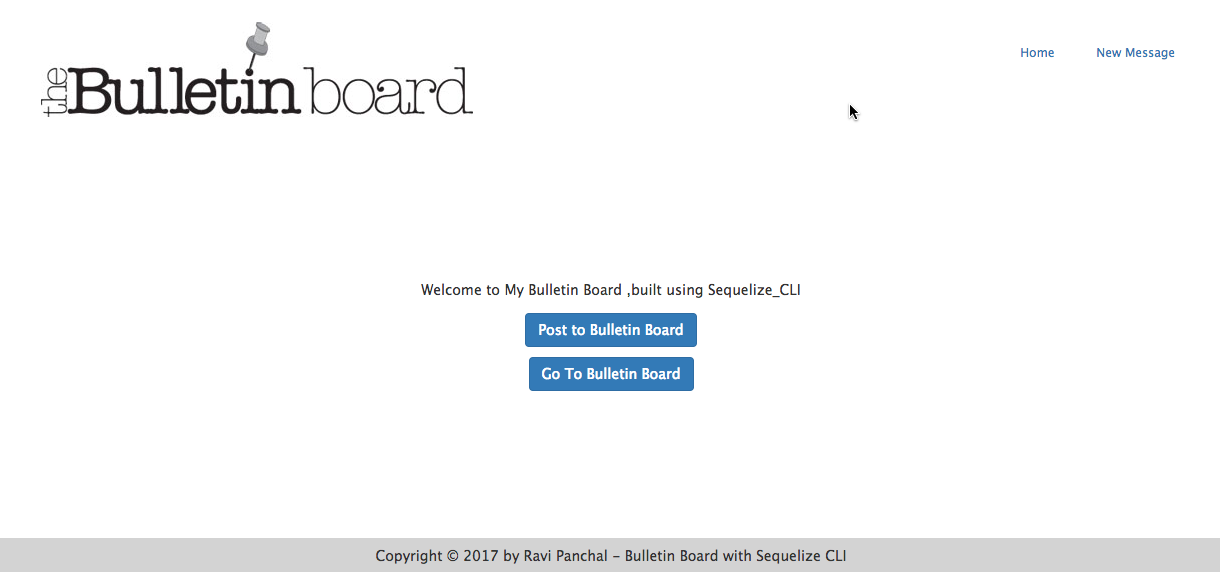 the Bulletin board
Home New Message
Welcome to My Bulletin Board ,built using Sequelize_CLI
Post to Bulletin Board
Go To Bulletin Board
Copyright © 2017 by Ravi Panchal - Bulletin Board with Sequelize CLI